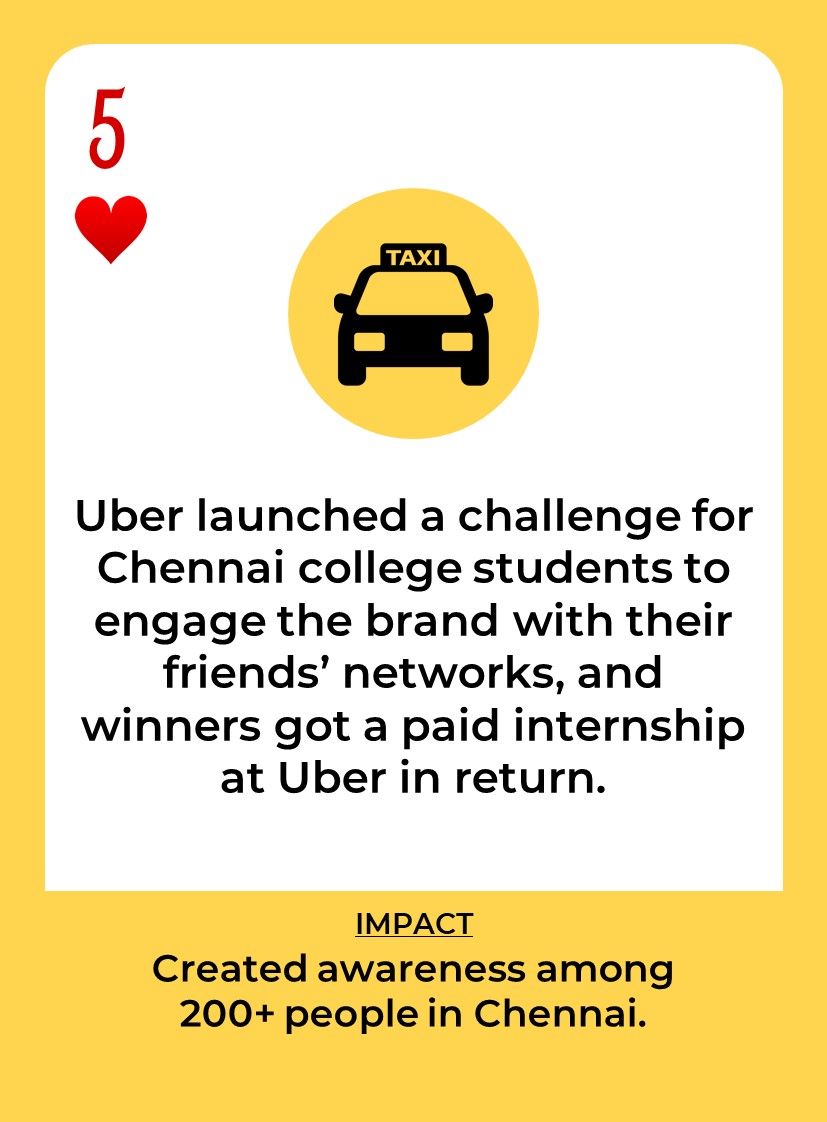 5
TAXI
Uber launched a challenge for
Chennai college students to
engage the brand with their
friends’ networks, and
winners got a paid internship
at Uber in return.
IMPACT
Created awareness among
200+ people in Chennai.